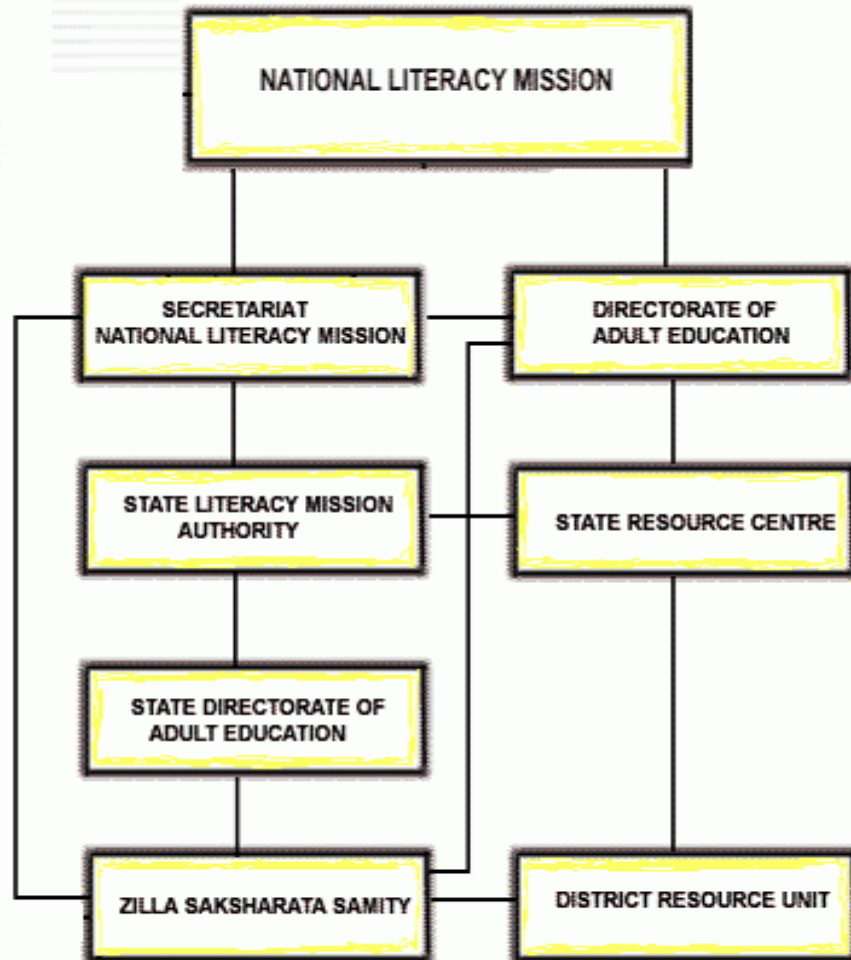 NATIONAL LITERACY MISSION
SECRETARIAT
NATIONAL LITERACY MISSION
DIRECTORATE OF
ADULT EDUCATION
STATE LITERACY MISSION
AUTHORITY
STATE RESOURCE CENTRE
STATE DIRECTORATE OF
ADULT EDUCATION
ZILLA SAKSHARATA SAMITY
DISTRICT RESOURCE UNIT